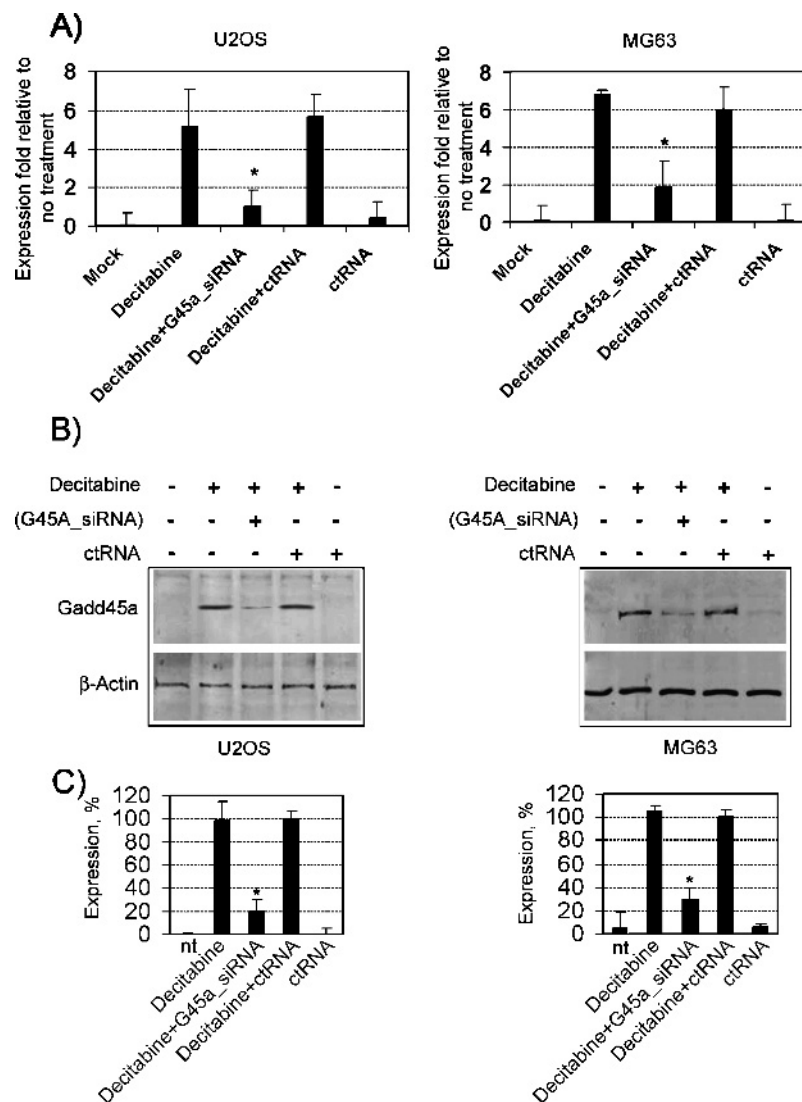 A)
U2OS
MG63
Expression fold relative to
no treatment
8
6
4
2
0
Mock
Decitabine
Decitabine+G45a_siRNA
Decitabine+ctRNA
ctRNA
*
Expression fold relative to
no treatment
8
6
4
2
0
Mock
Decitabine
Decitabine+G45a_siRNA
Decitabine+ctRNA
ctRNA
*
B)
Decitabine - + + + -
(G45A_siRNA) - - + - -
ctRNA - - - + +
Gadd45a
β-Actin
U2OS
Decitabine - + + + -
(G45A_siRNA) - - + - -
ctRNA - - - + +
MG63
C)
Expression, %
120
100
80
60
40
20
0
nt
Decitabine
Decitabine+G45a_siRNA
Decitabine+ctRNA
ctRNA
*
Expression, %
120
100
80
60
40
20
0
nt
Decitabine
Decitabine+G45a_siRNA
Decitabine+ctRNA
ctRNA
*